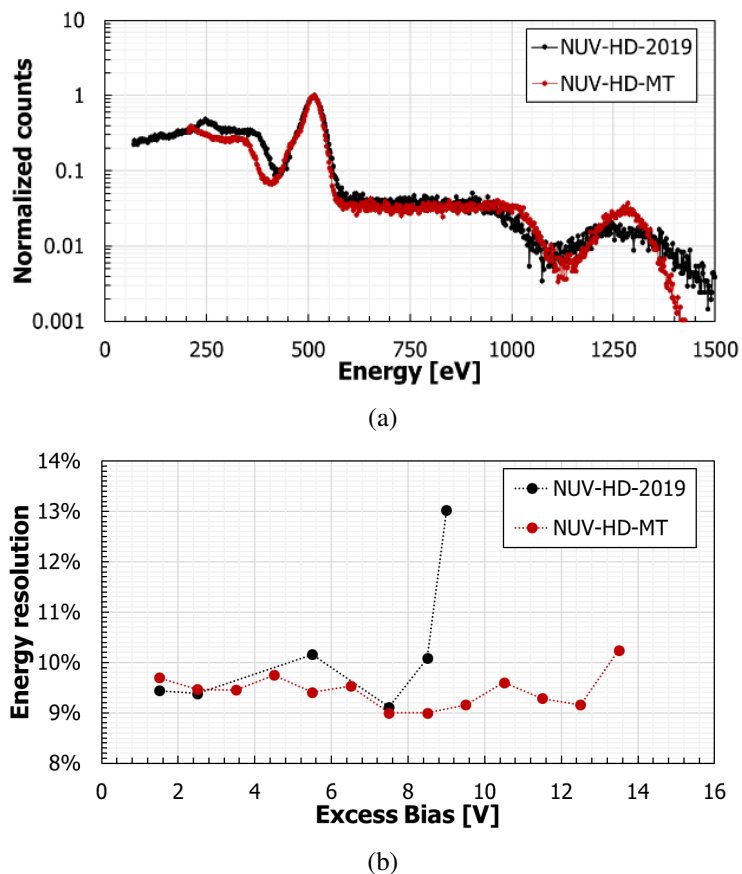 10
1
0.1
0.01
0.001
Normalized counts
NUV-HD-2019
NUV-HD-MT
0 250 500 750 1000 1250 1500
Energy [eV]
(a)
14%
13%
12%
11%
10%
9%
8%
Energy resolution
NUV-HD-2019
NUV-HD-MT
0 2 4 6 8 10 12 14 16
Excess Bias [V]
(b)